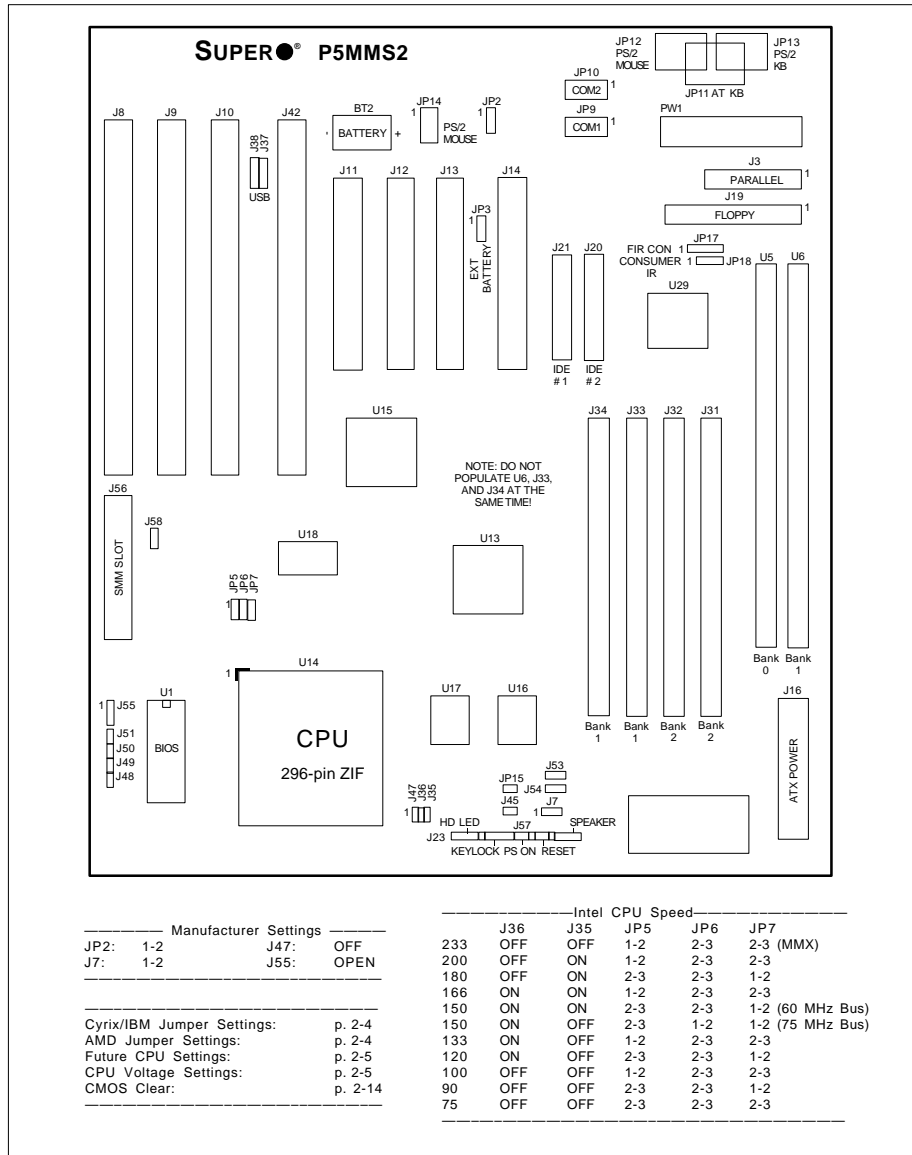 SUPER® P5MMS2
JP12
PS/2
MOUSE
JP13
PS/2
KB
JP11 AT KB
JP10
COM2 1
JP9
COM1 1
PW1
J8
J9
J10
J42
J38
J37
USB
BT2
- BATTERY +
JP14
1
PS/2
MOUSE
JP2
1
J3
PARALLEL 1
J19
FLOPPY 1
J11
J12
J13
J14
JP3
1
EXT
BATTERY
J21
J20
IDE
# 1
IDE
# 2
JP17
FIR CON 1
CONSUMER 1 JP18
IR
U29
U5
U6
U15
J34
J33
J32
J31
NOTE: DO NOT
POPULATE U6, J33,
AND J34 AT THE
SAME TIME!
J56
SMM SLOT
J58
U18
U13
JP5
JP6
JP7
1
Bank
0
Bank
1
U14
1
CPU
296-pin ZIF
U1
BIOS
1 J55
J51
J50
J49
J48
U17
U16
Bank
1
Bank
1
Bank
2
Bank
2
J16
ATX POWER
J47
J36
J35
1
J53
JP15
J54
J45
J7
1
HD LED
J57
SPEAKER
J23
KEYLOCK PS ON RESET
Manufacturer Settings
JP2: 1-2 J47: OFF
J7: 1-2 J55: OPEN
Cyrix/IBM Jumper Settings: p. 2-4
AMD Jumper Settings: p. 2-4
Future CPU Settings: p. 2-5
CPU Voltage Settings: p. 2-5
CMOS Clear: p. 2-14
Intel CPU Speed
J36 J35 JP5 JP6 JP7
233 OFF OFF 1-2 2-3 2-3 (MMX)
200 OFF ON 1-2 2-3 2-3
180 OFF ON 2-3 2-3 1-2
166 ON ON 1-2 2-3 2-3
150 ON ON 2-3 2-3 1-2 (60 MHz Bus)
150 ON OFF 2-3 1-2 1-2 (75 MHz Bus)
133 ON OFF 1-2 2-3 2-3
120 ON OFF 2-3 2-3 1-2
100 OFF OFF 1-2 2-3 2-3
90 OFF OFF 2-3 2-3 1-2
75 OFF OFF 2-3 2-3 2-3